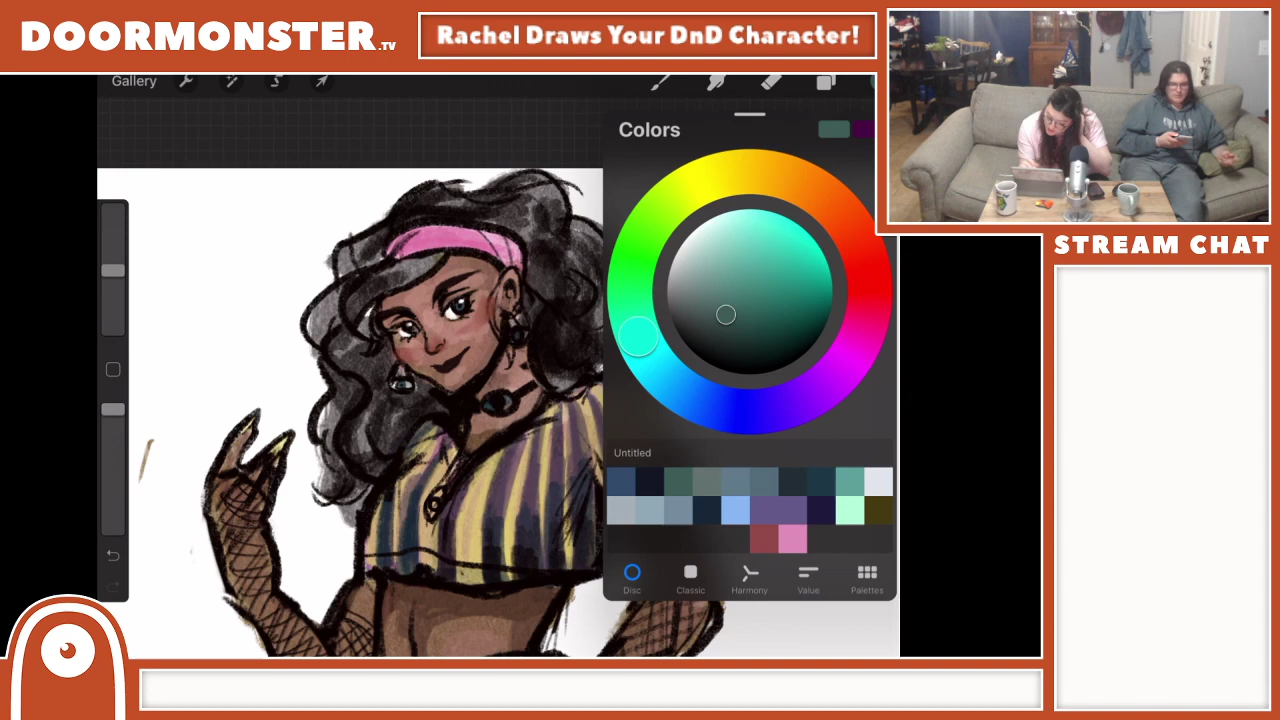 DOORMONSTER.TV
Rachel Draws Your DnD Character!
Gallery
Colors
STREAM CHAT
Untitled
Disc
Classic
Harmony
Value
Palettes